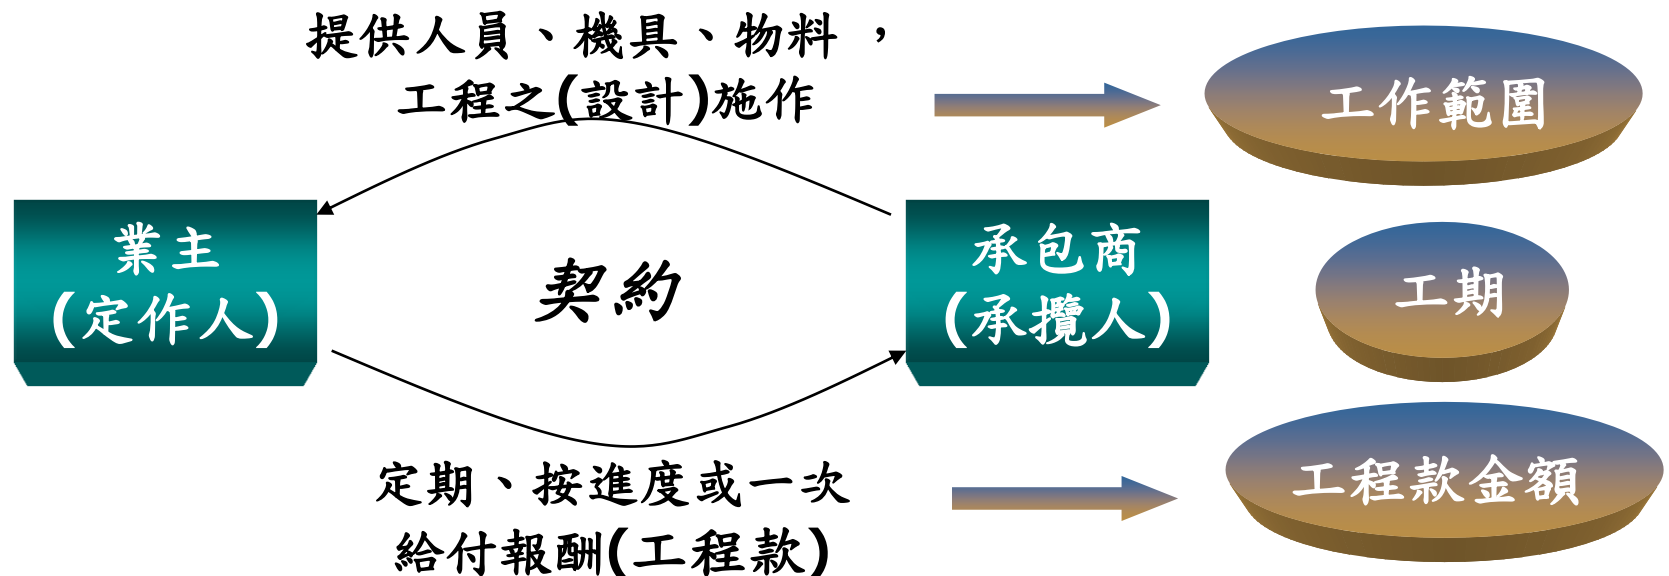 提供人員、機具、物料 ，
工程之(設計)施作
工作範圍
業主
(定作人)
契約
承包商
(承攬人)
工期
定期、按進度或一次
給付報酬(工程款)
工程款金額